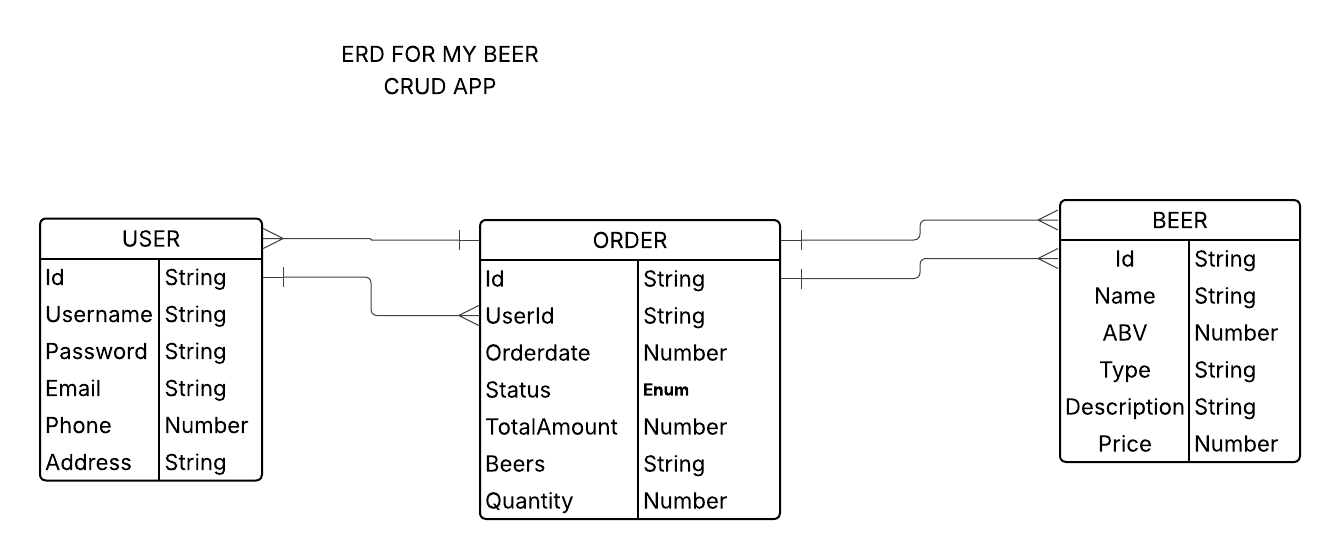 ERD FOR MY BEER
CRUD APP
USER
Id String
Username String
Password String
Email String
Phone Number
Address String
ORDER
Id String
UserId String
Orderdate Number
Status Enum
TotalAmount Number
Beers String
Quantity Number
BEER
Id String
Name String
ABV Number
Type String
Description String
Price Number